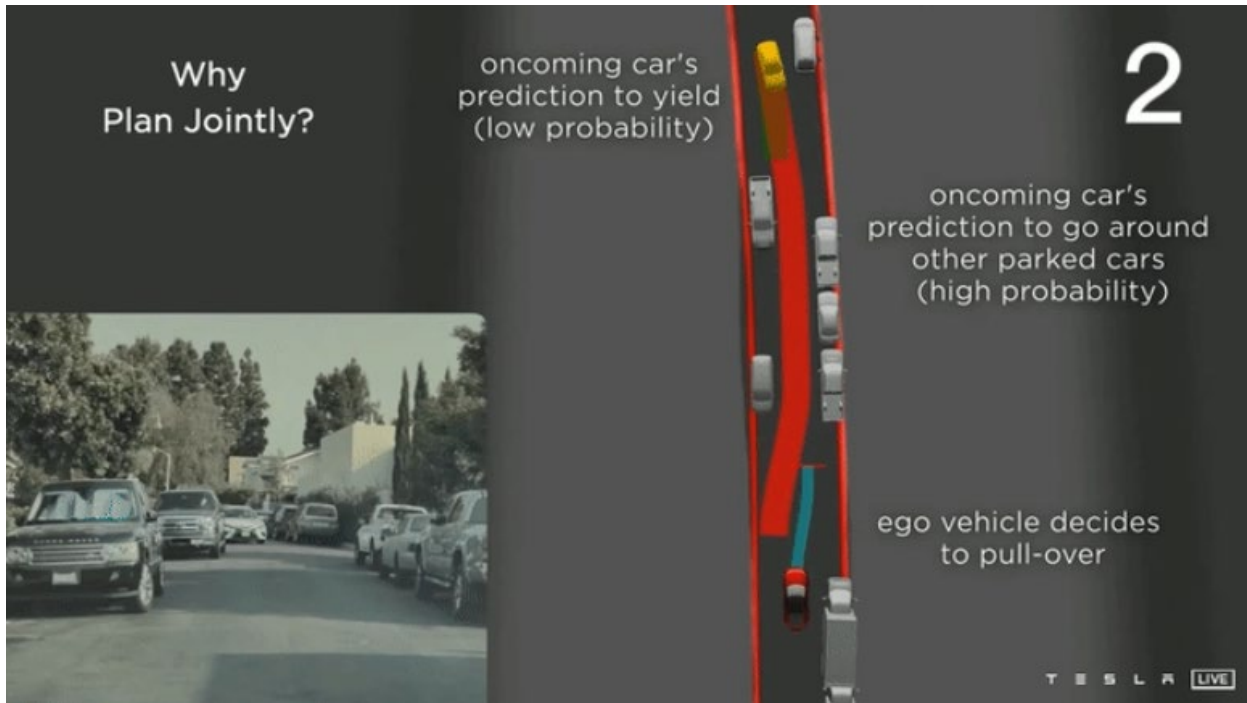 Why
Plan Jointly?
oncoming car's
prediction to yield
(low probability)
2
oncoming car's
prediction to go around
other parked cars
(high probability)
ego vehicle decides
to pull-over
TESLA LIVE